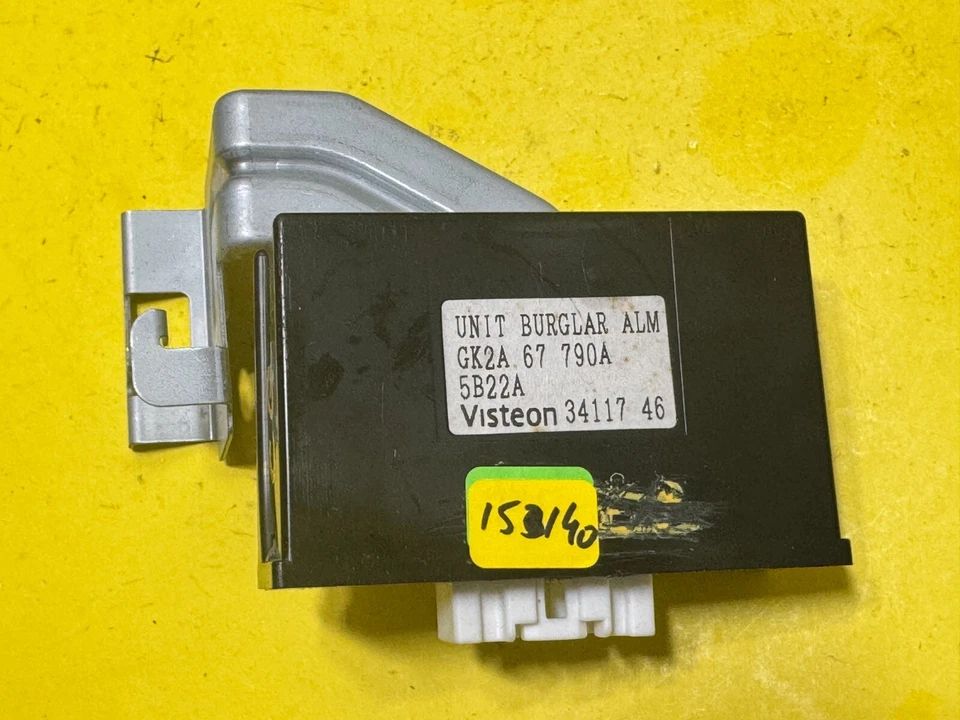 UNIT BURGLAR ALM
GK2A 67 790A
5B22A
Visteon 34117 46
153140